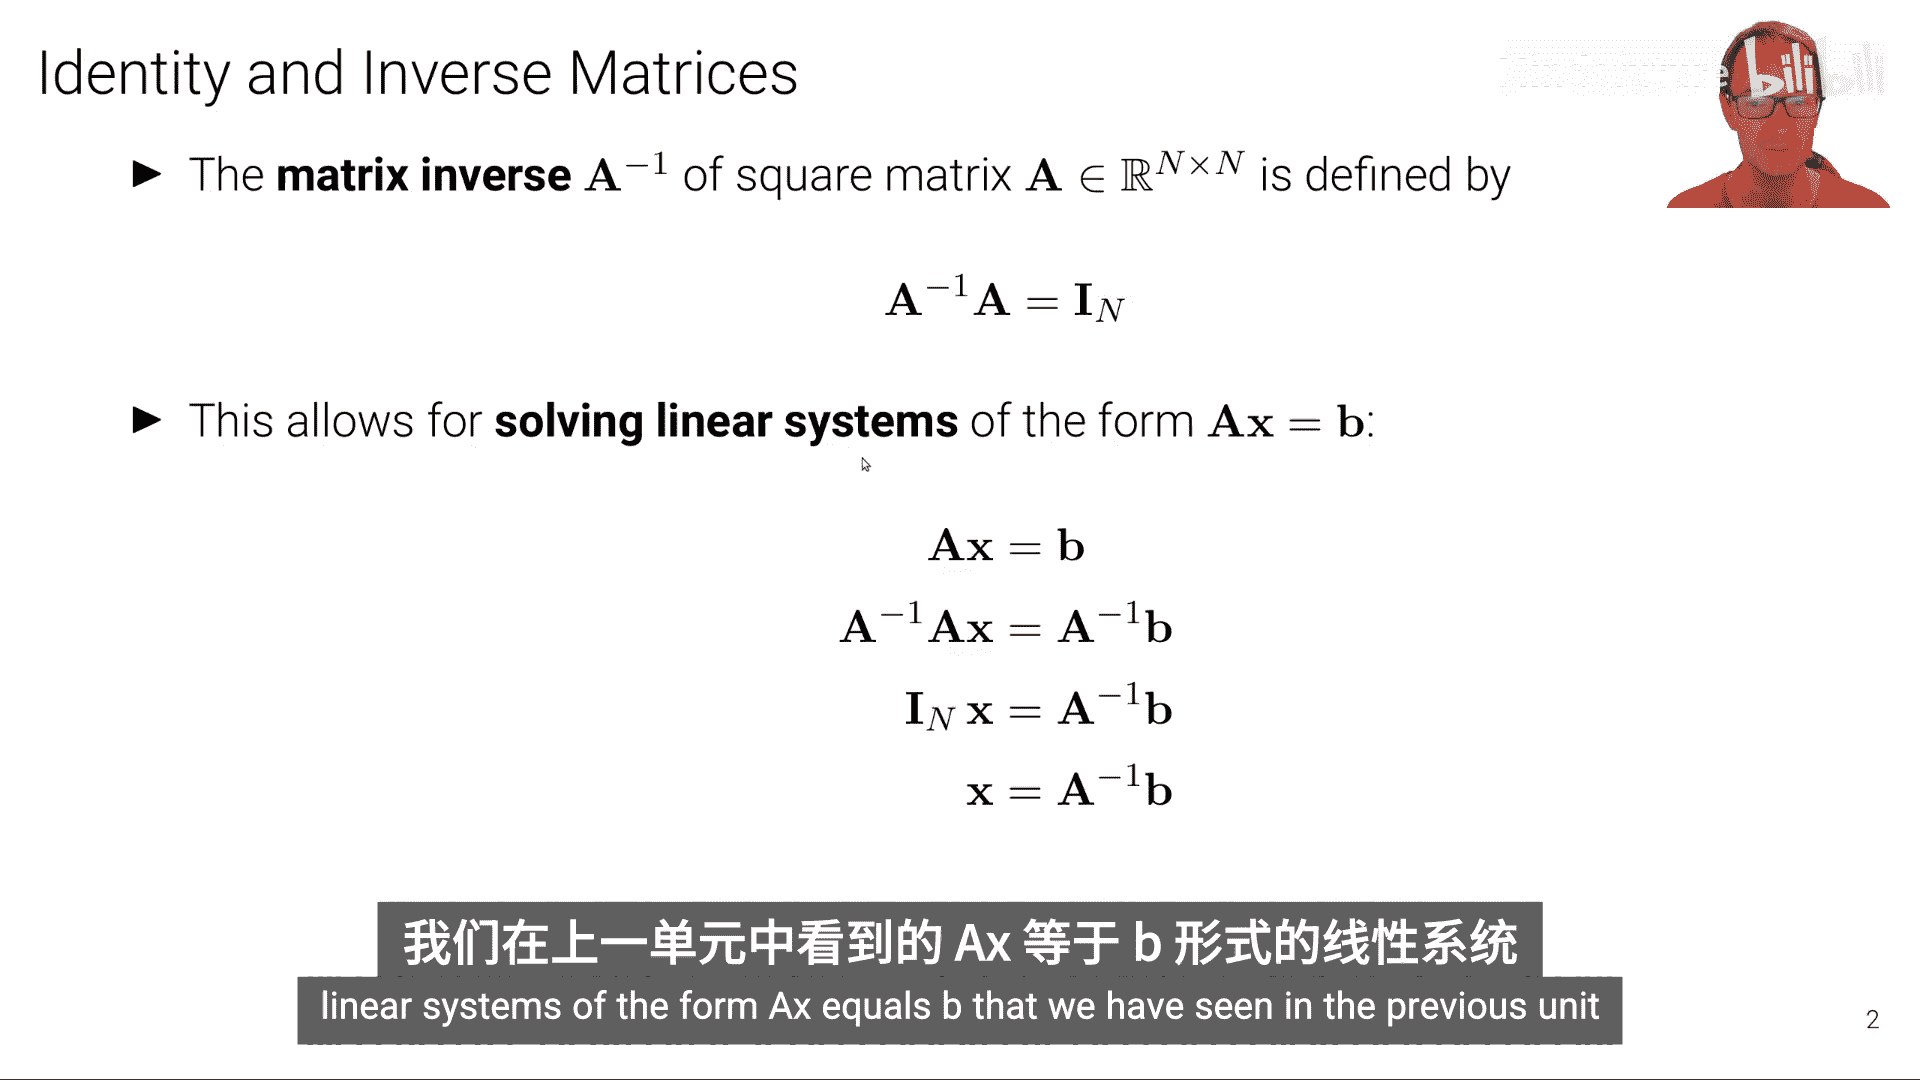 Identity and Inverse Matrices
bilibili
▶ The matrix inverse A⁻¹ of square matrix A ∈ ℝᴺˣᴺ is defined by
A⁻¹A = I_N
▶ This allows for solving linear systems of the form Ax = b:
Ax = b
A⁻¹Ax = A⁻¹b
I_N x = A⁻¹b
x = A⁻¹b
我们在上一单元中看到的 Ax 等于 b 形式的线性系统
linear systems of the form Ax equals b that we have seen in the previous unit
2